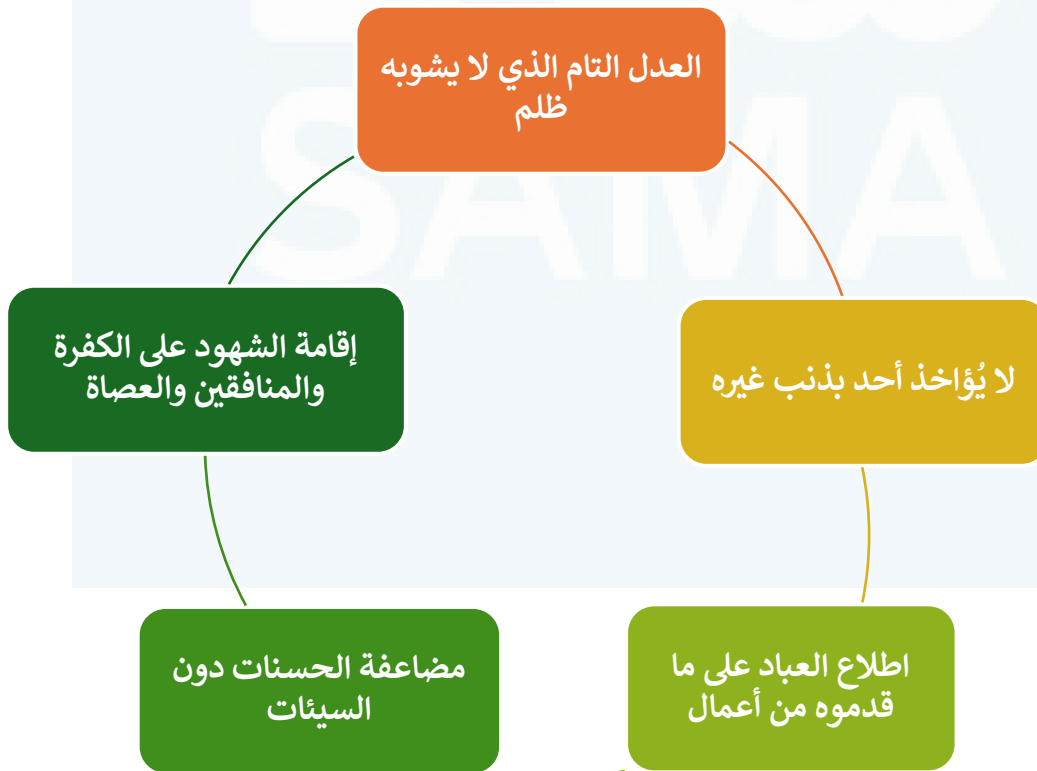 العدل التام الذي لا يشوبه
ظلم
لا يُؤاخذ أحد بذنب غيره
إقامة الشهود على الكفرة
والمنافقين والعصاة
اطلاع العباد على ما
قدموه من أعمال
مضاعفة الحسنات دون
السيئات
SAMA